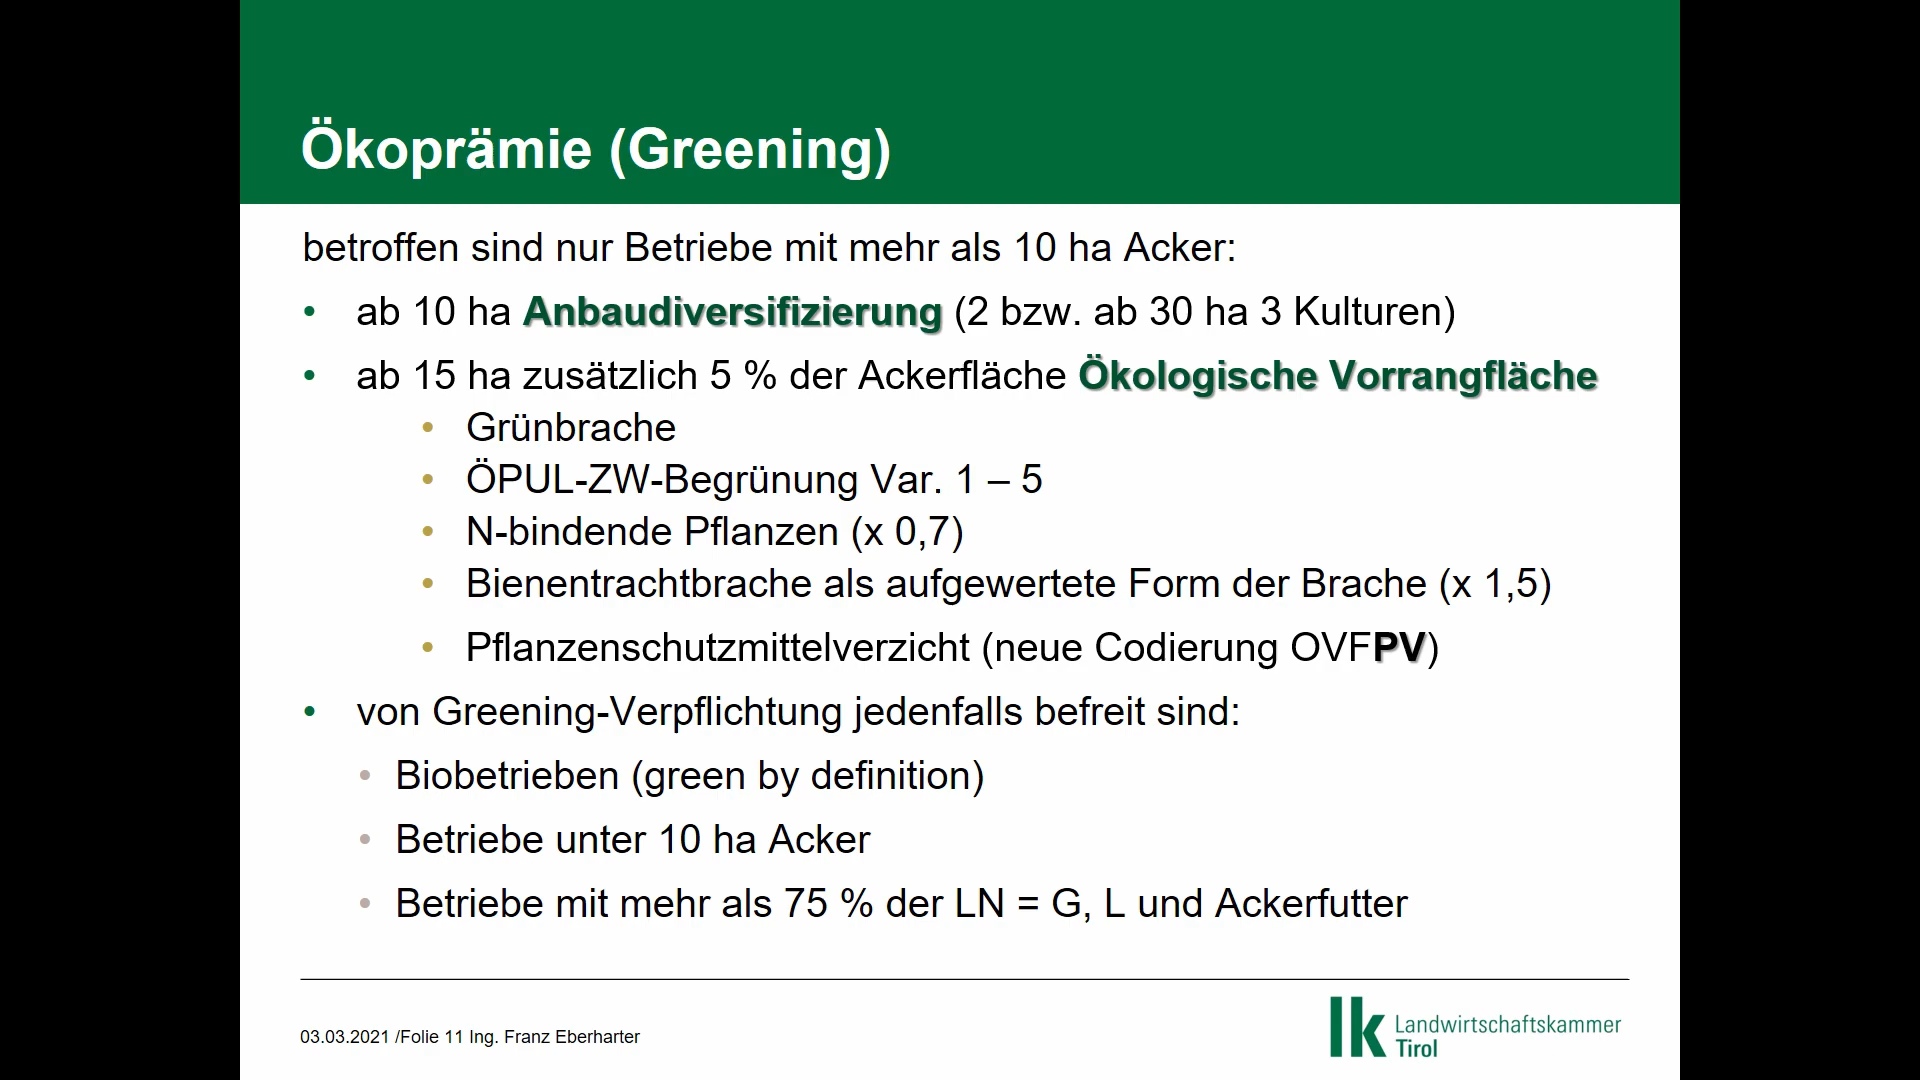 Ökoprämie (Greening)
betroffen sind nur Betriebe mit mehr als 10 ha Acker:
• ab 10 ha Anbaudiversifizierung (2 bzw. ab 30 ha 3 Kulturen)
• ab 15 ha zusätzlich 5 % der Ackerfläche Ökologische Vorrangfläche
• Grünbrache
• ÖPUL-ZW-Begrünung Var. 1 – 5
• N-bindende Pflanzen (x 0,7)
• Bienentrachtbrache als aufgewertete Form der Brache (x 1,5)
• Pflanzenschutzmittelverzicht (neue Codierung OVFPV)
• von Greening-Verpflichtung jedenfalls befreit sind:
• Biobetrieben (green by definition)
• Betriebe unter 10 ha Acker
• Betriebe mit mehr als 75 % der LN = G, L und Ackerfutter
03.03.2021 /Folie 11 Ing. Franz Eberharter
lk Landwirtschaftskammer
Tirol